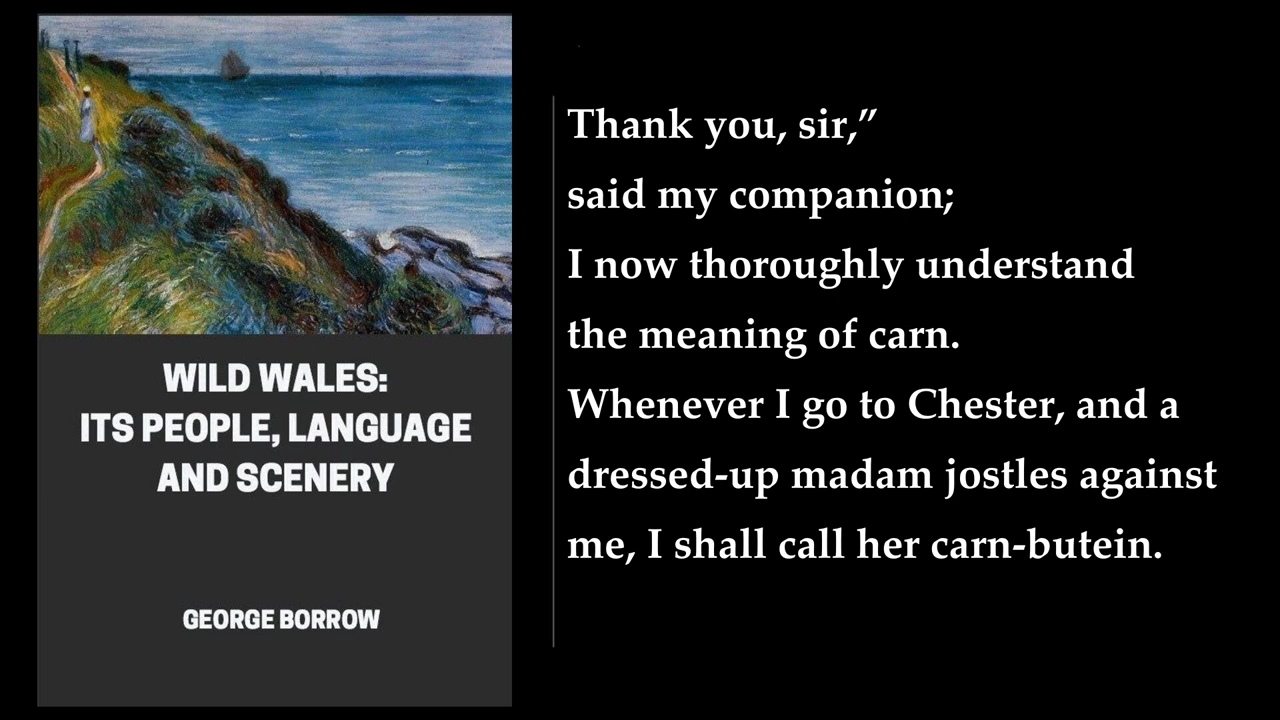 WILD WALES:
ITS PEOPLE, LANGUAGE
AND SCENERY
GEORGE BORROW
Thank you, sir,”
said my companion;
I now thoroughly understand
the meaning of carn.
Whenever I go to Chester, and a
dressed-up madam jostles against
me, I shall call her carn-butein.